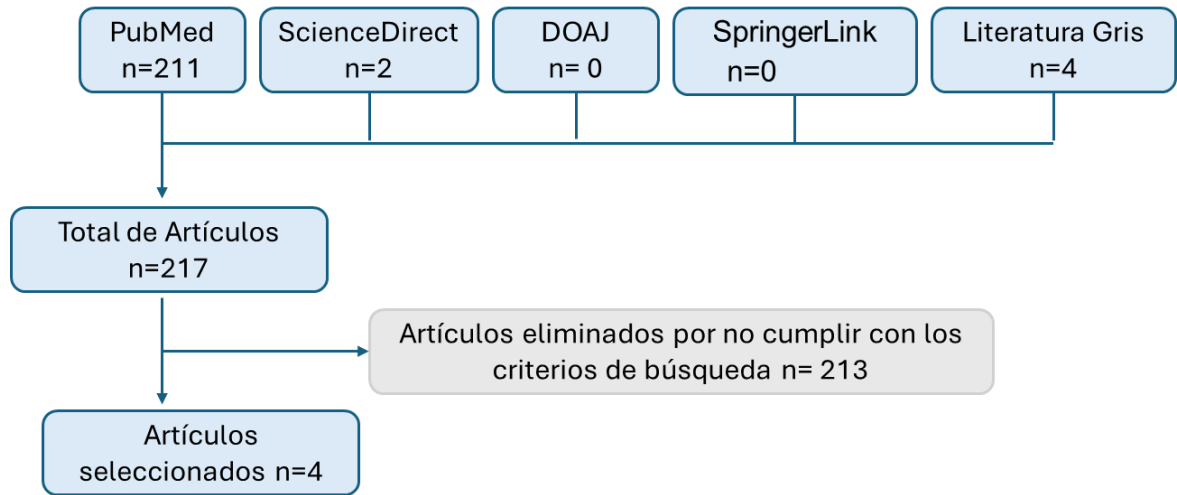 PubMed
n=211
ScienceDirect
n=2
DOAJ
n= 0
SpringerLink
n=0
Literatura Gris
n=4
Total de Artículos
n=217
Artículos eliminados por no cumplir con los
criterios de búsqueda n= 213
Artículos
seleccionados n=4